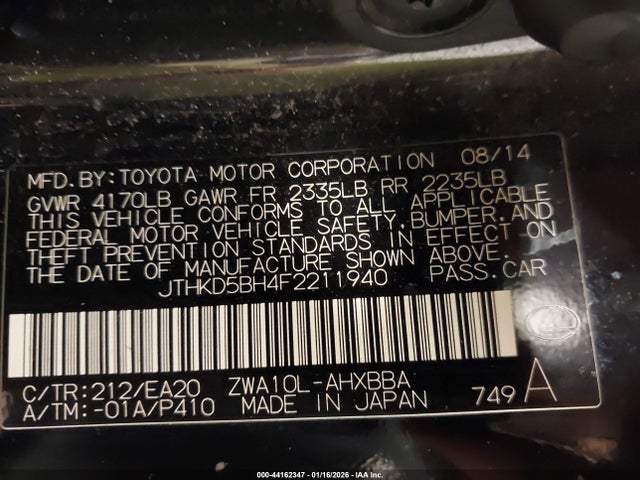 MFD. BY: TOYOTA MOTOR CORPORATION 08/14
GVWR 4170LB GAWR FR 2335LB RR 2235LB
THIS VEHICLE CONFORMS TO ALL APPLICABLE
FEDERAL MOTOR VEHICLE SAFETY, BUMPER, AND
THEFT PREVENTION STANDARDS IN EFFECT ON
THE DATE OF MANUFACTURE SHOWN ABOVE.
JTHKD5BH4F2211940 PASS. CAR
C/TR: 212/EA20 ZWA10L-AHXBBA
A/TM: -01A/P410 MADE IN JAPAN 749 A
000-44162347 - 01/16/2026 - IAA Inc.